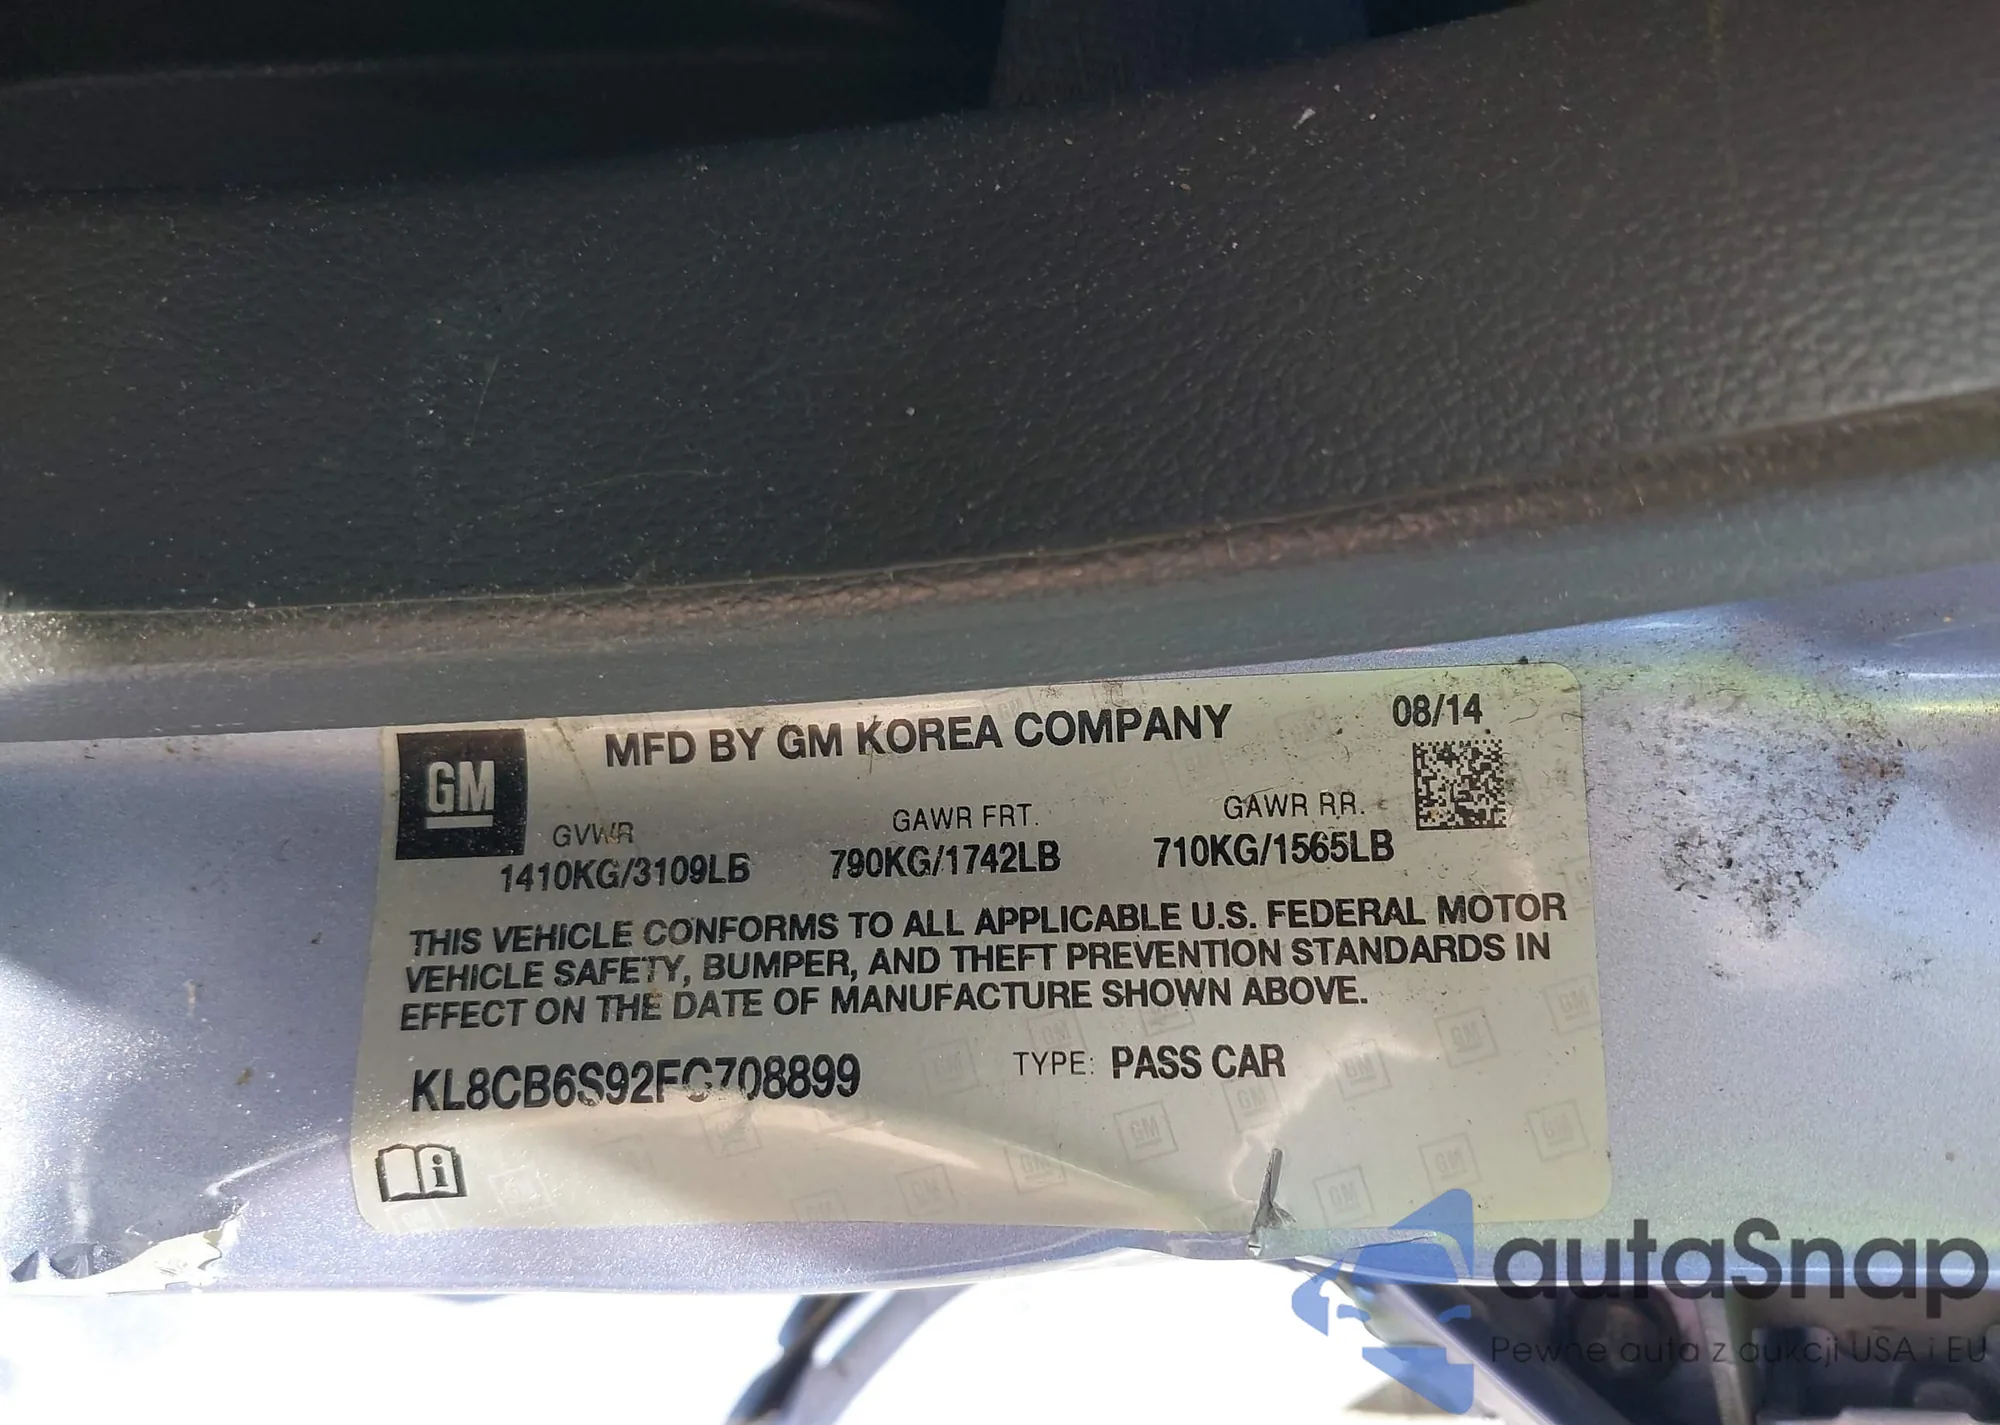 MFD BY GM KOREA COMPANY
08/14
GM
GVWR
GAWR FRT.
GAWR RR.
1410KG/3109LB
790KG/1742LB
710KG/1565LB
THIS VEHICLE CONFORMS TO ALL APPLICABLE U.S. FEDERAL MOTOR
VEHICLE SAFETY, BUMPER, AND THEFT PREVENTION STANDARDS IN
EFFECT ON THE DATE OF MANUFACTURE SHOWN ABOVE.
KL8CB6S92FC708899
TYPE: PASS CAR
autaSnap
Pewne auta z aukcji USA i EU